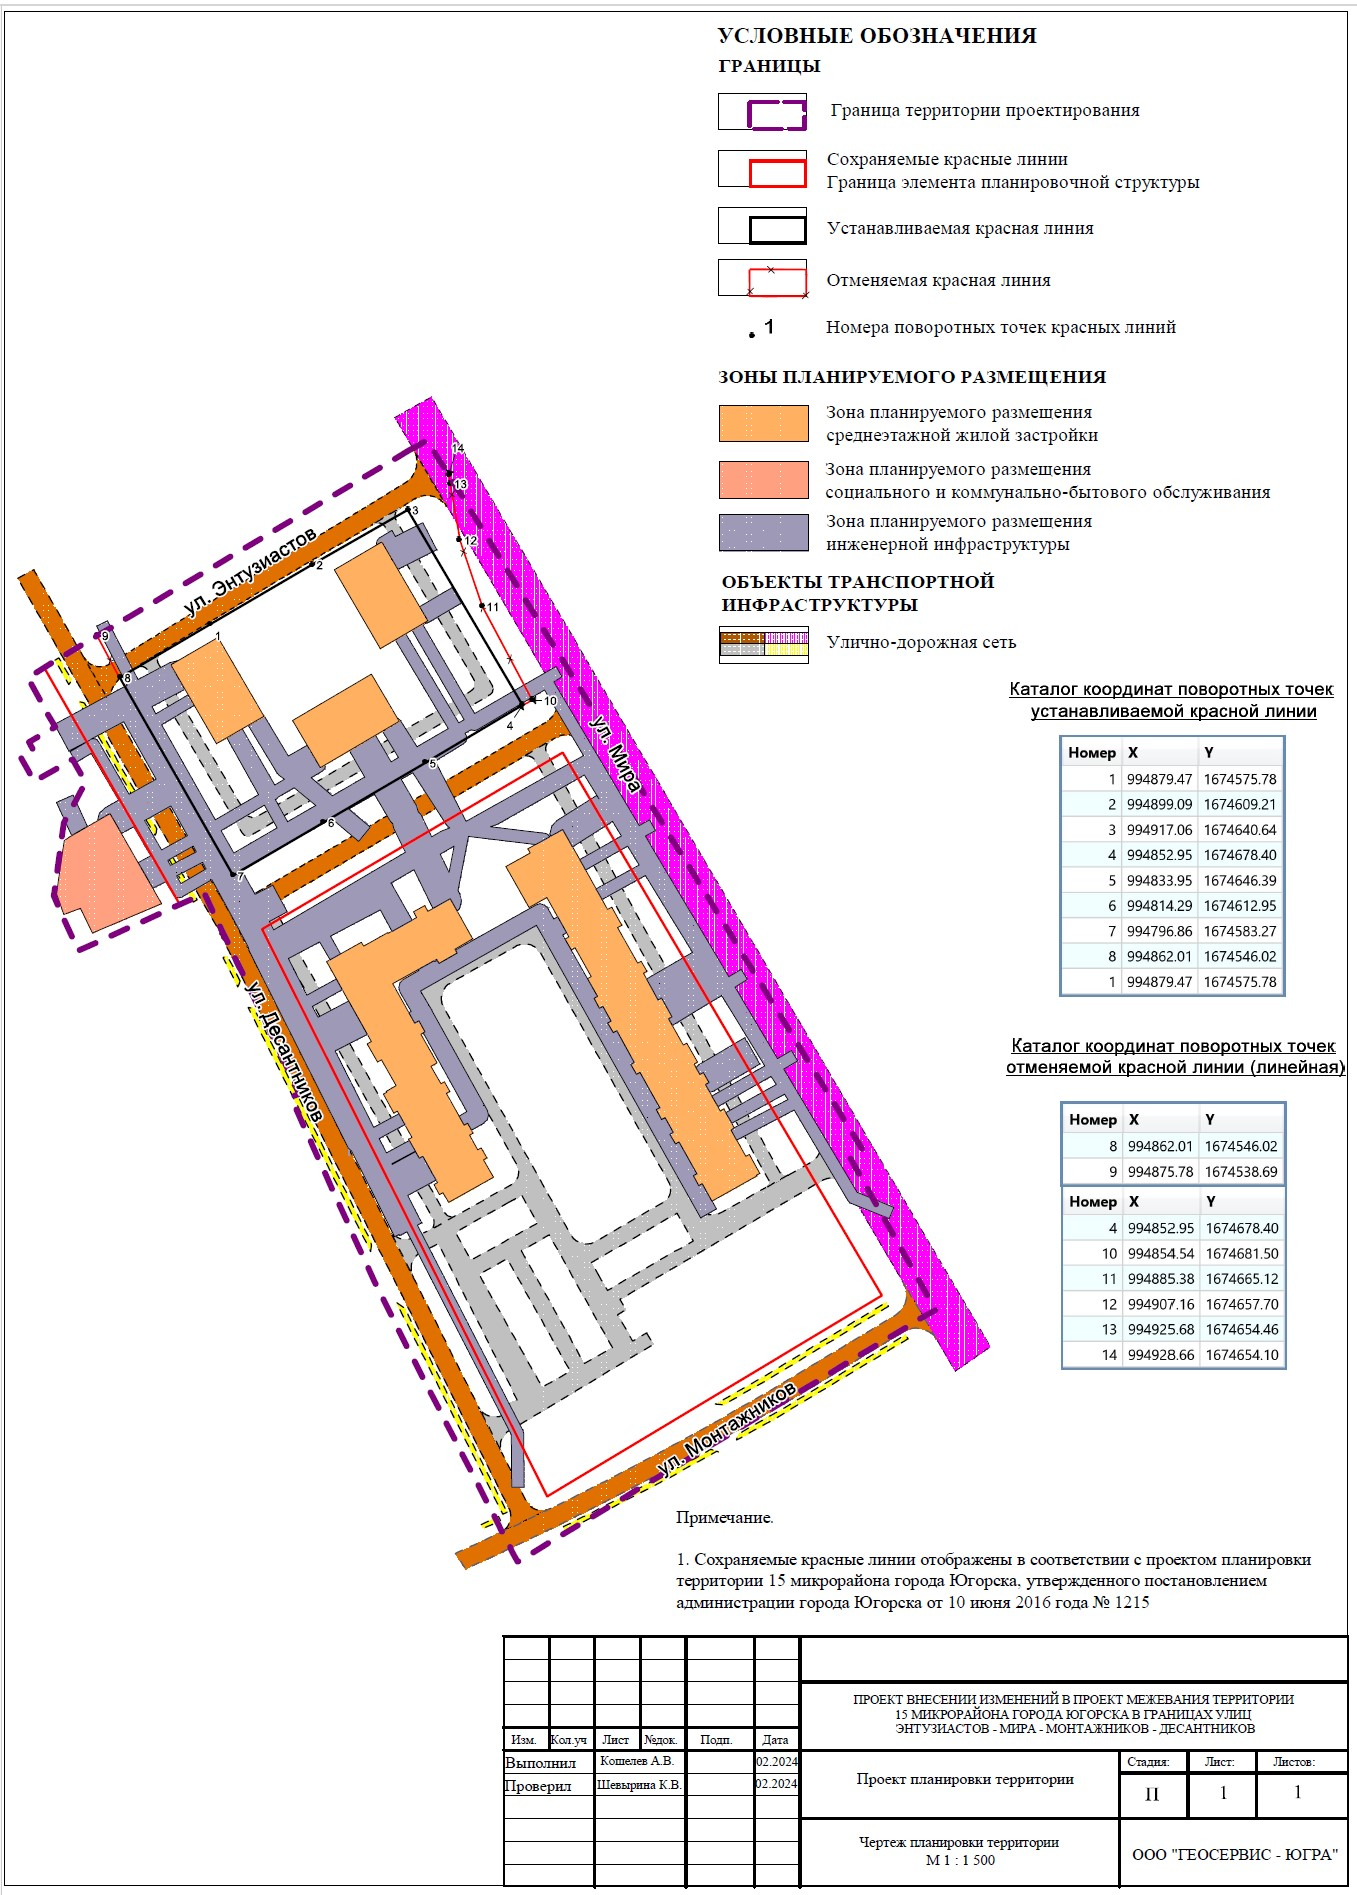 УСЛОВНЫЕ ОБОЗНАЧЕНИЯ
ГРАНИЦЫ
Граница территории проектирования
Сохраняемые красные линии
Граница элемента планировочной структуры
Устанавливаемая красная линия
Отменяемая красная линия
1
Номера поворотных точек красных линий
ЗОНЫ ПЛАНИРУЕМОГО РАЗМЕЩЕНИЯ
Зона планируемого размещения
среднеэтажной жилой застройки
Зона планируемого размещения
социального и коммунально-бытового обслуживания
Зона планируемого размещения
инженерной инфраструктуры
ОБЪЕКТЫ ТРАНСПОРТНОЙ
ИНФРАСТРУКТУРЫ
Улично-дорожная сеть
14
13
3
12
2
11
1
9
8
10
4
5
6
7
ул. Энтузиастов
ул. Мира
ул. Десантников
ул. Монтажников
Каталог координат поворотных точек
устанавливаемой красной линии
Номер X Y
1 994879.47 1674575.78
2 994899.09 1674609.21
3 994917.06 1674640.64
4 994852.95 1674678.40
5 994833.95 1674646.39
6 994814.29 1674612.95
7 994796.86 1674583.27
8 994862.01 1674546.02
1 994879.47 1674575.78
Каталог координат поворотных точек
отменяемой красной линии (линейная)
Номер X Y
8 994862.01 1674546.02
9 994875.78 1674538.69
Номер X Y
4 994852.95 1674678.40
10 994854.54 1674681.50
11 994885.38 1674665.12
12 994907.16 1674657.70
13 994925.68 1674654.46
14 994928.66 1674654.10
Примечание.
1. Сохраняемые красные линии отображены в соответствии с проектом планировки
территории 15 микрорайона города Югорска, утвержденного постановлением
администрации города Югорска от 10 июня 2016 года № 1215
ПРОЕКТ ВНЕСЕНИИ ИЗМЕНЕНИЙ В ПРОЕКТ МЕЖЕВАНИЯ ТЕРРИТОРИИ
15 МИКРОРАЙОНА ГОРОДА ЮГОРСКА В ГРАНИЦАХ УЛИЦ
ЭНТУЗИАСТОВ - МИРА - МОНТАЖНИКОВ - ДЕСАНТНИКОВ
Изм. Кол.уч Лист №док. Подп. Дата
Выполнил Кошелев А.В. 02.2024
Проверил Шевырина К.В. 02.2024
Проект планировки территории
Стадия: Лист: Листов:
П 1 1
Чертеж планировки территории
М 1 : 1 500
ООО "ГЕОСЕРВИС - ЮГРА"